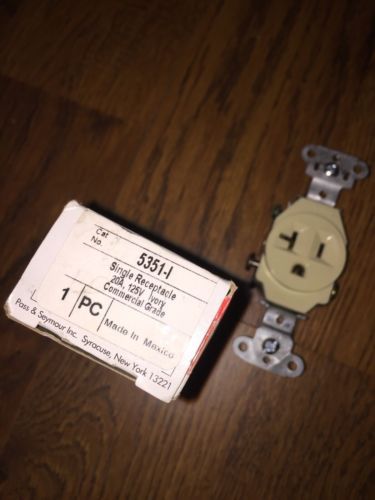 Cat.
No.
5351-I
Single Receptacle
20A, 125V Ivory
Commercial Grade
1 PC
Made in Mexico
Pass & Seymour Inc. Syracuse, New York 13221